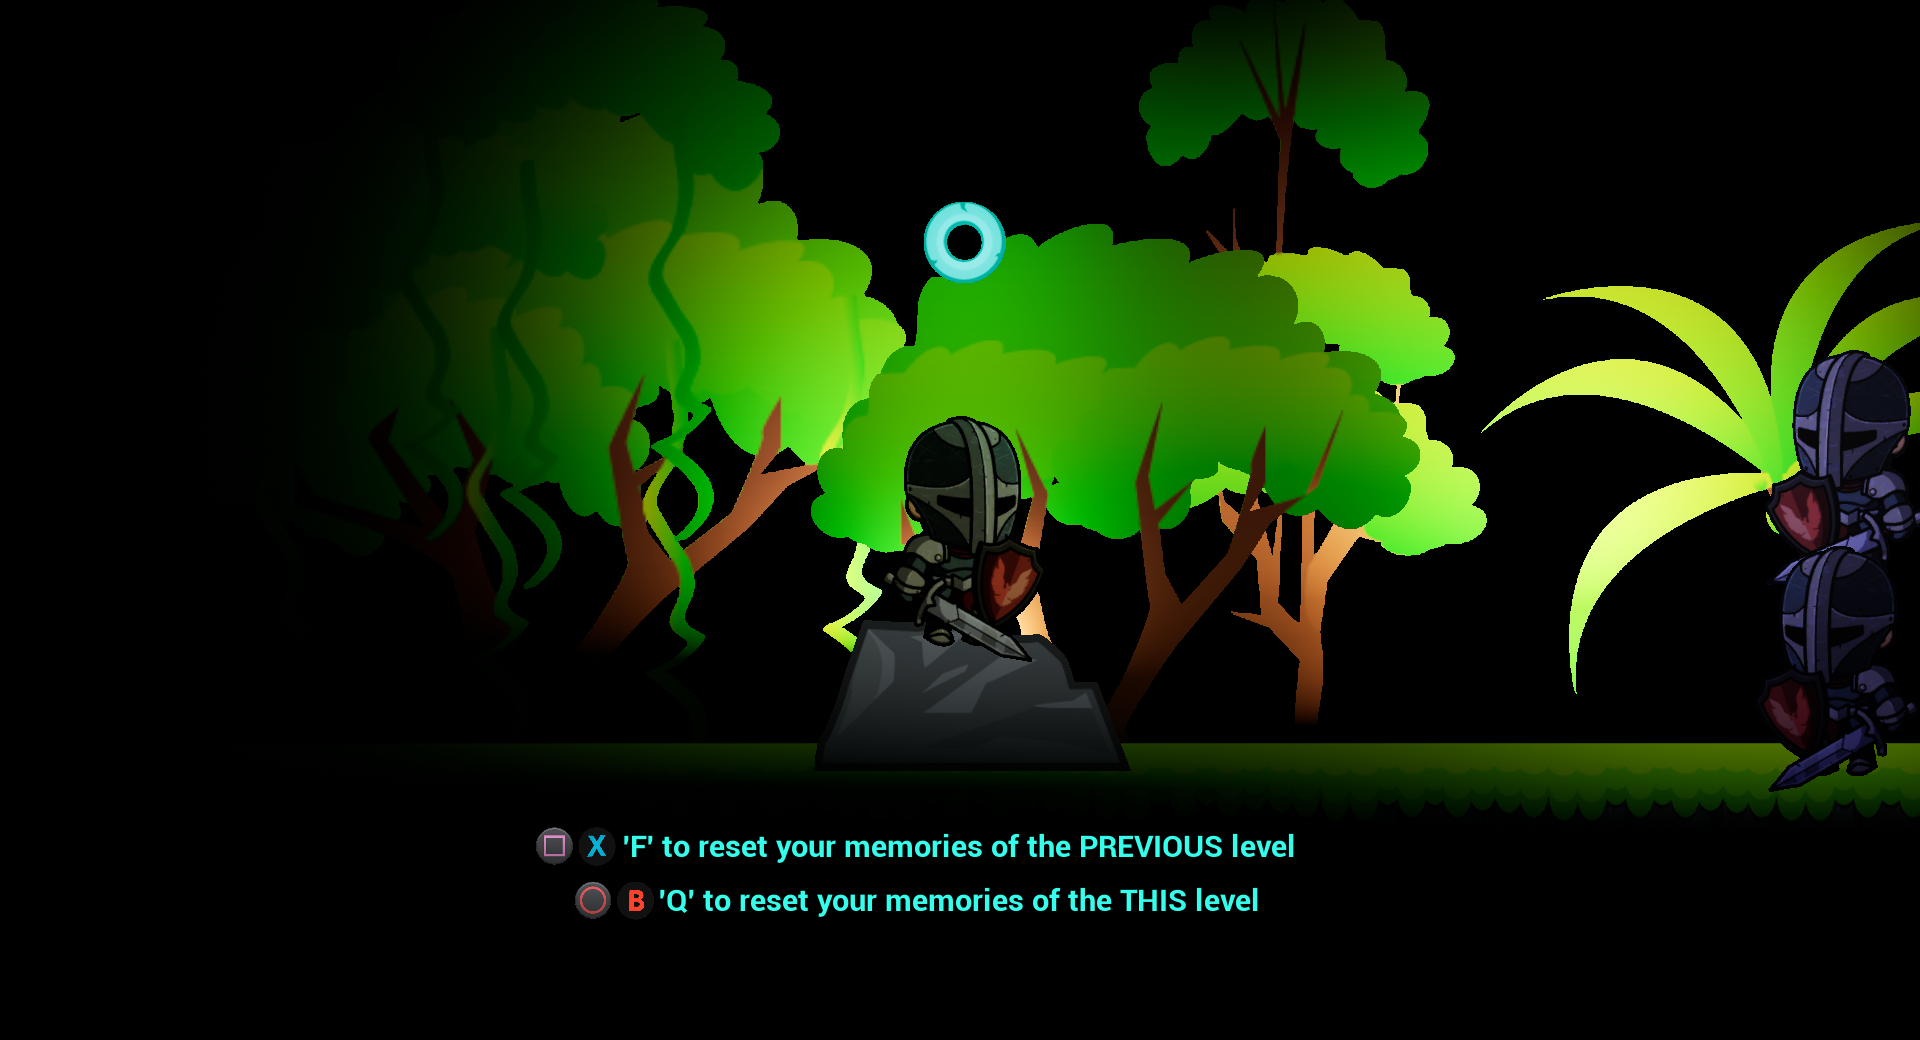 X 'F' to reset your memories of the PREVIOUS level
B 'Q' to reset your memories of the THIS level